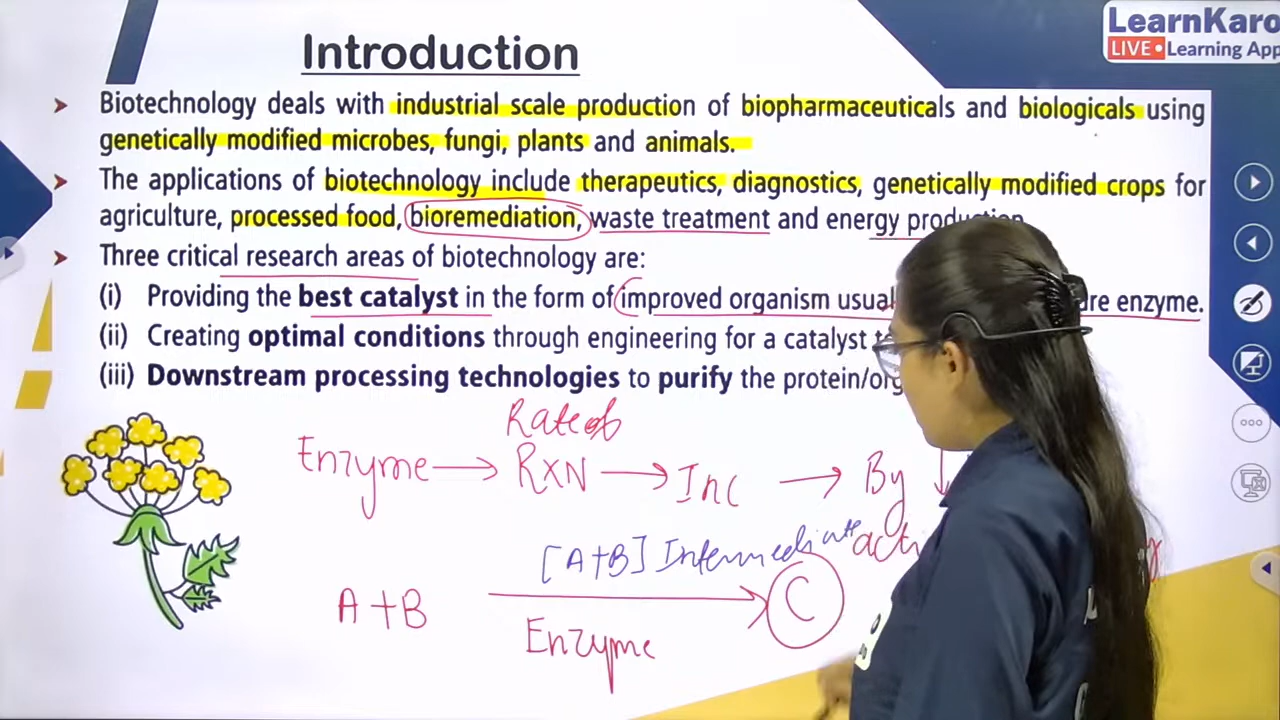 LearnKaro
LIVE • Learning App
Introduction
Biotechnology deals with industrial scale production of biopharmaceuticals and biologicals using
genetically modified microbes, fungi, plants and animals.
The applications of biotechnology include therapeutics, diagnostics, genetically modified crops for
agriculture, processed food, bioremediation, waste treatment and energy production
Three critical research areas of biotechnology are:
(i) Providing the best catalyst in the form of improved organism enzyme.
(ii) Creating optimal conditions through engineering for a catalyst
(iii) Downstream processing technologies to purify the
Rate of
Enzyme → RXN → Inc → By ↓
[A+B] Intermediate
A + B → C
Enzyme